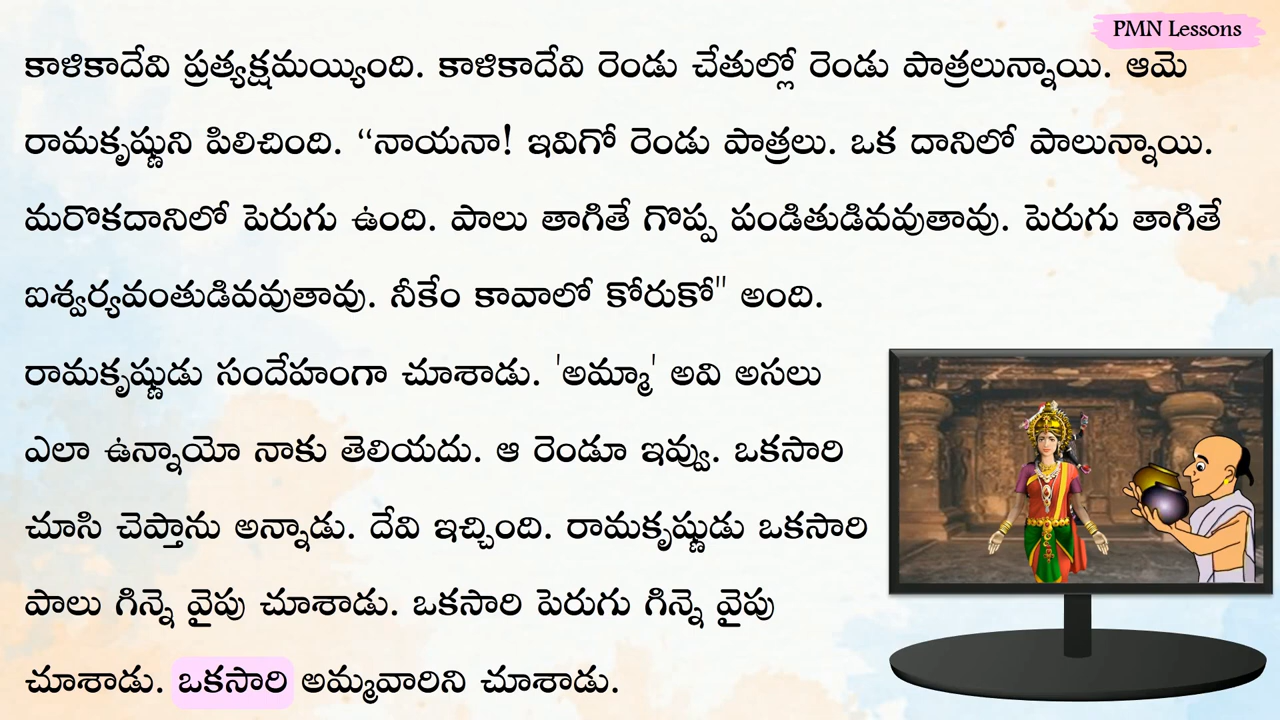 PMN Lessons
కాళికాదేవి ప్రత్యక్షమయ్యింది. కాళికాదేవి రెండు చేతుల్లో రెండు పాత్రలున్నాయి. ఆమె
రామకృష్ణుని పిలిచింది. “నాయనా! ఇవిగో రెండు పాత్రలు. ఒక దానిలో పాలున్నాయి.
మరొకదానిలో పెరుగు ఉంది. పాలు తాగితే గొప్ప పండితుడివవుతావు. పెరుగు తాగితే
ఐశ్వర్యవంతుడివవుతావు. నీకేం కావాలో కోరుకో" అంది.
రామకృష్ణుడు సందేహంగా చూశాడు. 'అమ్మా' అవి అసలు
ఎలా ఉన్నాయో నాకు తెలియదు. ఆ రెండూ ఇవ్వు. ఒకసారి
చూసి చెప్తాను అన్నాడు. దేవి ఇచ్చింది. రామకృష్ణుడు ఒకసారి
పాలు గిన్నె వైపు చూశాడు. ఒకసారి పెరుగు గిన్నె వైపు
చూశాడు. ఒకసారి అమ్మవారిని చూశాడు.